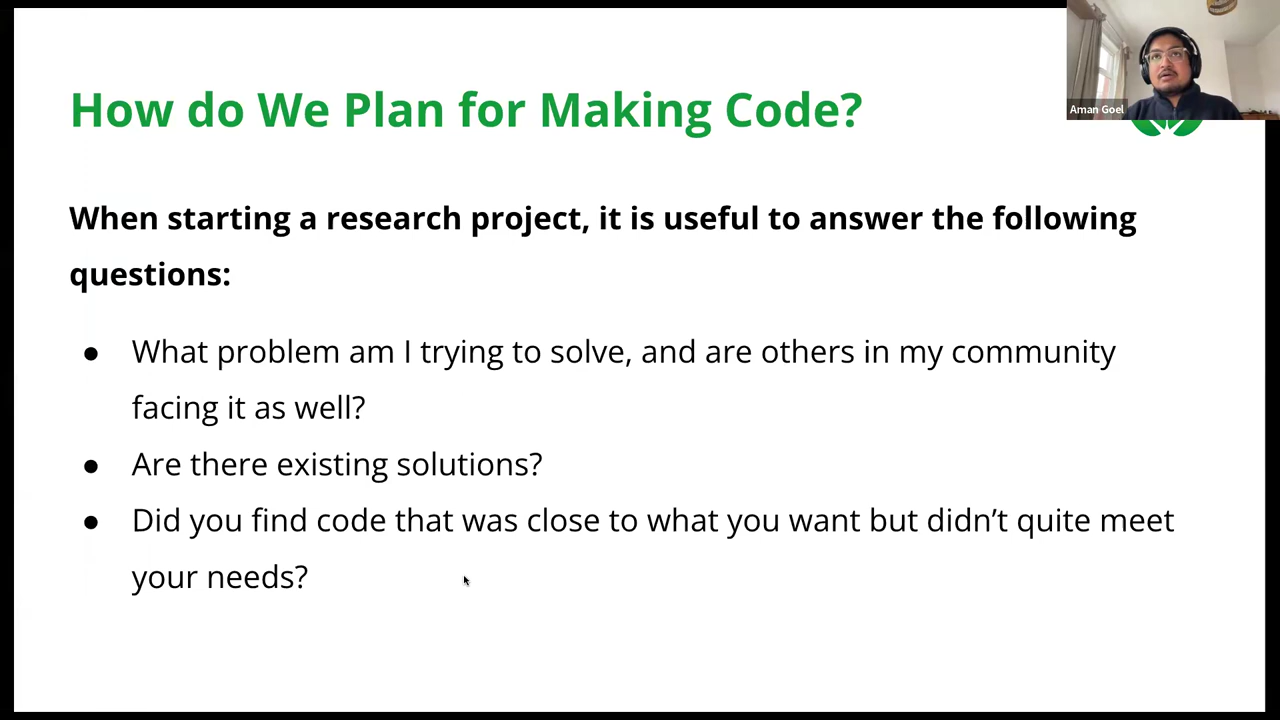 How do We Plan for Making Code?
Aman Goel
When starting a research project, it is useful to answer the following
questions:
● What problem am I trying to solve, and are others in my community
facing it as well?
● Are there existing solutions?
● Did you find code that was close to what you want but didn’t quite meet
your needs?